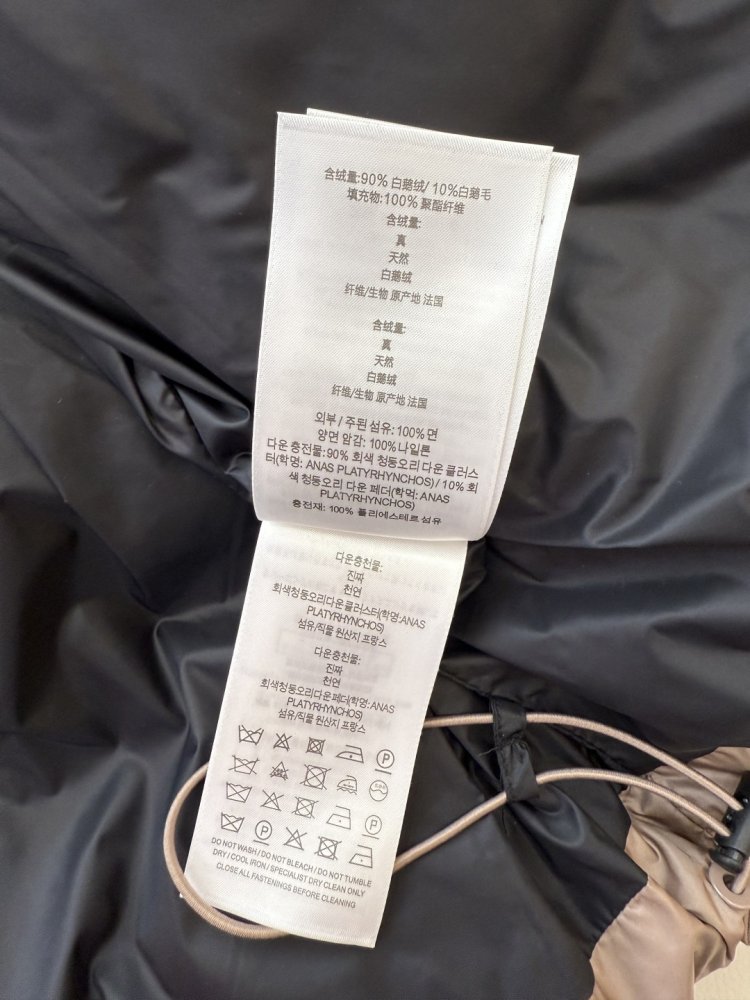 含绒量:90% 白鹅绒/ 10%白鹅毛
填充物:100% 聚酯纤维
含绒量:
真
天然
白鹅绒
纤维/生物 原产地 法国
含绒量:
真
天然
白鹅绒
纤维/生物 原产地 法国
외부 / 주된 섬유: 100% 면
양면 암감: 100%나일론
다운 충전물:90% 회색 청둥오리 다운 클러스
터(학명: ANAS PLATYRHYNCHOS) / 10% 회
색 청둥오리 다운 페더(학먹: ANAS
PLATYRHYNCHOS)
충전재: 100% 폴리에스테르 섬유
다운충천물:
진짜
천연
회색청둥오리다운클러스터(학명:ANAS
PLATYRHYNCHOS)
섬유/직물 원산지 프랑스
다운충천물:
진짜
천연
회색청둥오리다운페더(학명:ANAS
PLATYRHYNCHOS)
섬유/직물 원산지 프랑스
P
P
P
DO NOT WASH / DO NOT BLEACH / DO NOT TUMBLE
DRY / COOL IRON / SPECIALIST DRY CLEAN ONLY
CLOSE ALL FASTENINGS BEFORE CLEANING